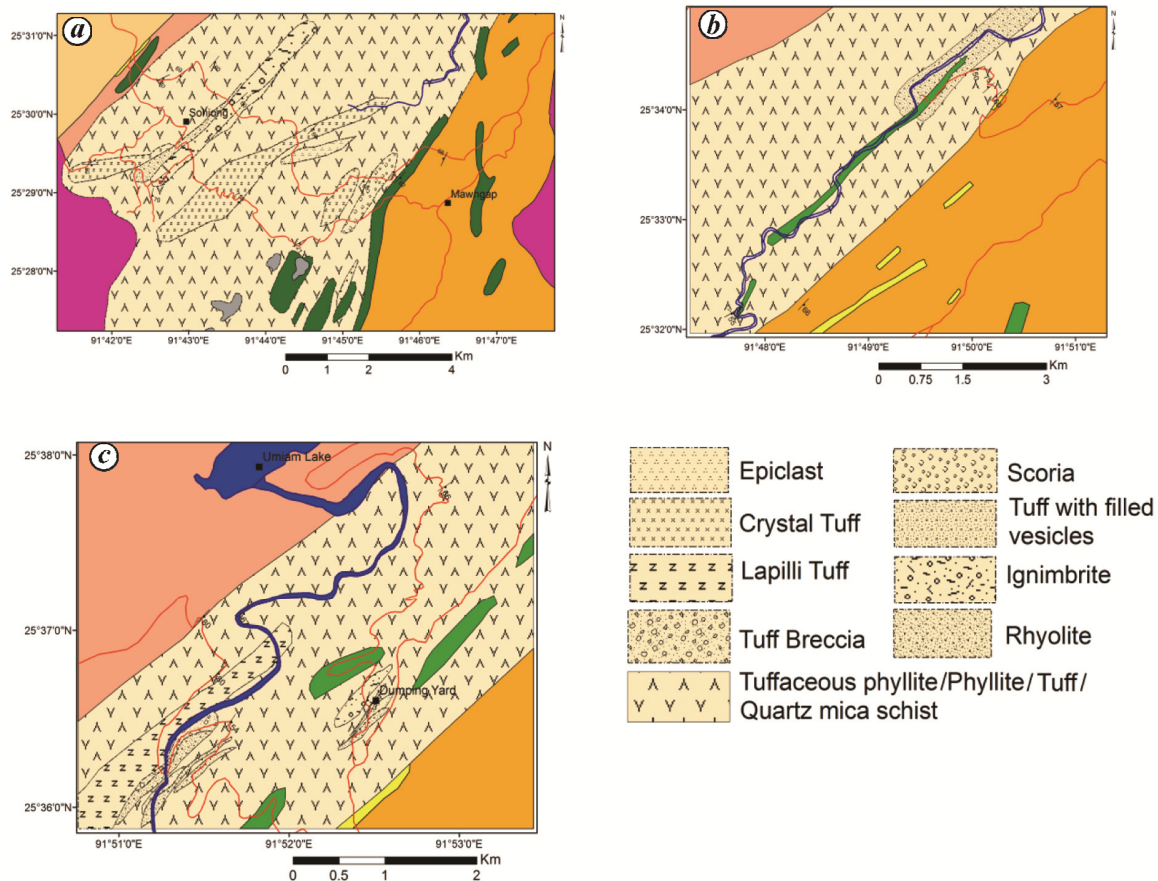 a
N
25°31'0"N
25°30'0"N
25°29'0"N
25°28'0"N
Sohiong
Mawngap
91°42'0"E
91°43'0"E
91°44'0"E
91°45'0"E
91°46'0"E
91°47'0"E
Km
0
1
2
4
b
N
25°34'0"N
25°33'0"N
25°32'0"N
67
66
91°48'0"E
91°49'0"E
91°50'0"E
91°51'0"E
Km
0
0.75
1.5
3
c
N
25°38'0"N
25°37'0"N
25°36'0"N
Umiam Lake
Dumping Yard
91°51'0"E
91°52'0"E
91°53'0"E
Km
0
0.5
1
2
Epiclast
Crystal Tuff
Lapilli Tuff
Tuff Breccia
Tuffaceous phyllite/Phyllite/Tuff/
Quartz mica schist
Scoria
Tuff with filled
vesicles
Ignimbrite
Rhyolite